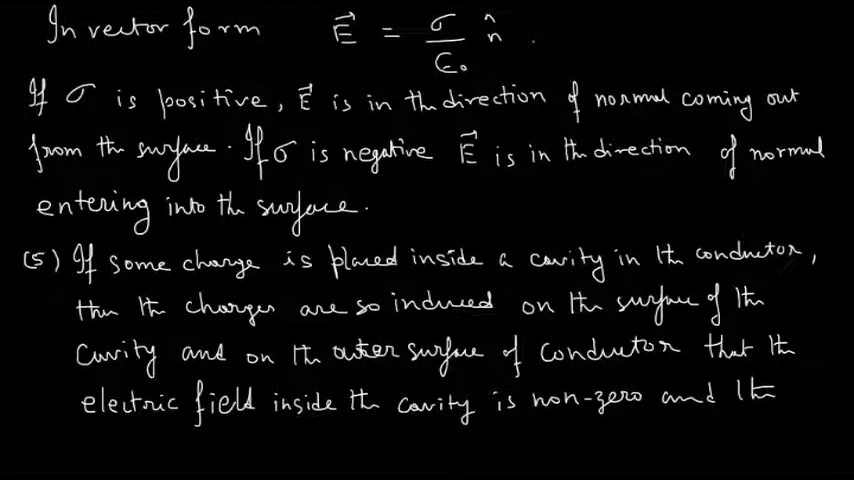 In vector form E⃗ = σ/ϵ₀ n̂ .
If σ is positive, E⃗ is in the direction of normal coming out
from the surface. If σ is negative E⃗ is in the direction of normal
entering into the surface.
(5) If some charge is placed inside a cavity in the conductor,
then the charges are so induced on the surface of the
cavity and on the outer surface of conductor that the
electric field inside the cavity is non-zero and the